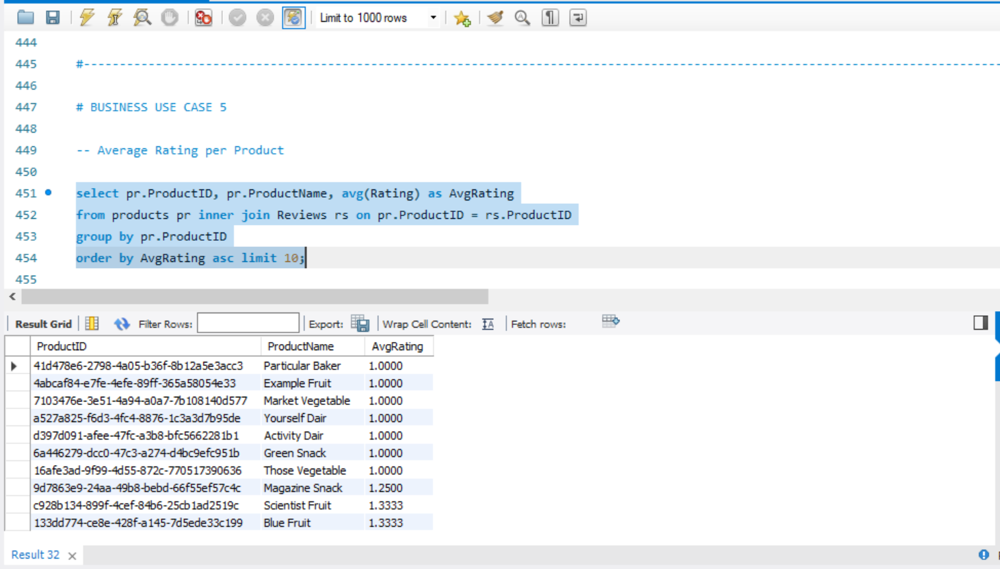 Limit to 1000 rows
444
445 #------------------------------------------------------------------------------------------------------------------------------------
446
447 # BUSINESS USE CASE 5
448
449 -- Average Rating per Product
450
451 select pr.ProductID, pr.ProductName, avg(Rating) as AvgRating
452 from products pr inner join Reviews rs on pr.ProductID = rs.ProductID
453 group by pr.ProductID
454 order by AvgRating asc limit 10;
455
Result Grid Filter Rows: Export: Wrap Cell Content: Fetch rows:
ProductID ProductName AvgRating
41d478e6-2798-4a05-b36f-8b12a5e3acc3 Particular Baker 1.0000
4abcaf84-e7fe-4efe-89ff-365a58054e33 Example Fruit 1.0000
7103476e-3e51-4a94-a0a7-7b108140d577 Market Vegetable 1.0000
a527a825-f6d3-4fc4-8876-1c3a3d7b95de Yourself Dair 1.0000
d397d091-afee-47fc-a3b8-bfc5662281b1 Activity Dair 1.0000
6a446279-dcc0-47c3-a274-d4bc9efc951b Green Snack 1.0000
16afe3ad-9f99-4d55-872c-770517390636 Those Vegetable 1.0000
9d7863e9-24aa-49b8-bebd-66f55ef57c4c Magazine Snack 1.2500
c928b134-899f-4cef-84b6-25cb1ad2519c Scientist Fruit 1.3333
133dd774-ce8e-428f-a145-7d5ede33c199 Blue Fruit 1.3333
Result 32